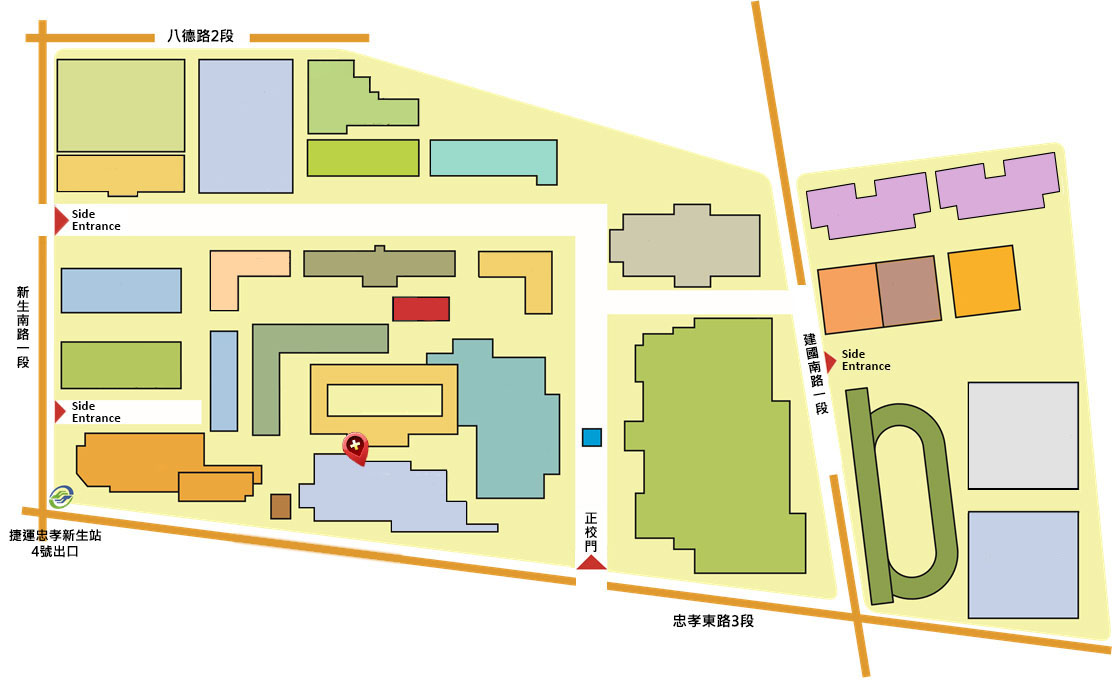 八德路2段
Side
Entrance
新生南路一段
Side
Entrance
建國南路一段
Side
Entrance
捷運忠孝新生站
4號出口
正校門
忠孝東路3段